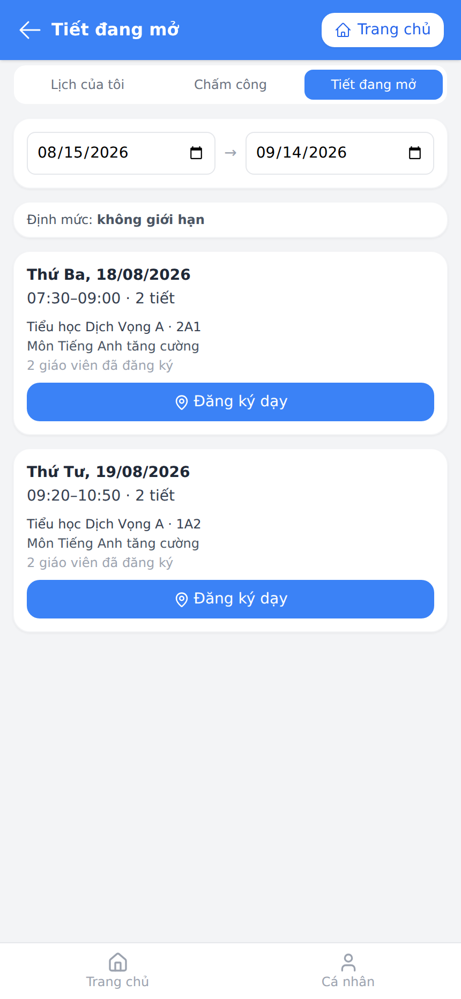 Tiết đang mở
Trang chủ
Lịch của tôi
Chấm công
Tiết đang mở
08/15/2026 → 09/14/2026
Định mức: không giới hạn
Thứ Ba, 18/08/2026
07:30–09:00 · 2 tiết
Tiểu học Dịch Vọng A · 2A1
Môn Tiếng Anh tăng cường
2 giáo viên đã đăng ký
Đăng ký dạy
Thứ Tư, 19/08/2026
09:20–10:50 · 2 tiết
Tiểu học Dịch Vọng A · 1A2
Môn Tiếng Anh tăng cường
2 giáo viên đã đăng ký
Đăng ký dạy
Trang chủ
Cá nhân